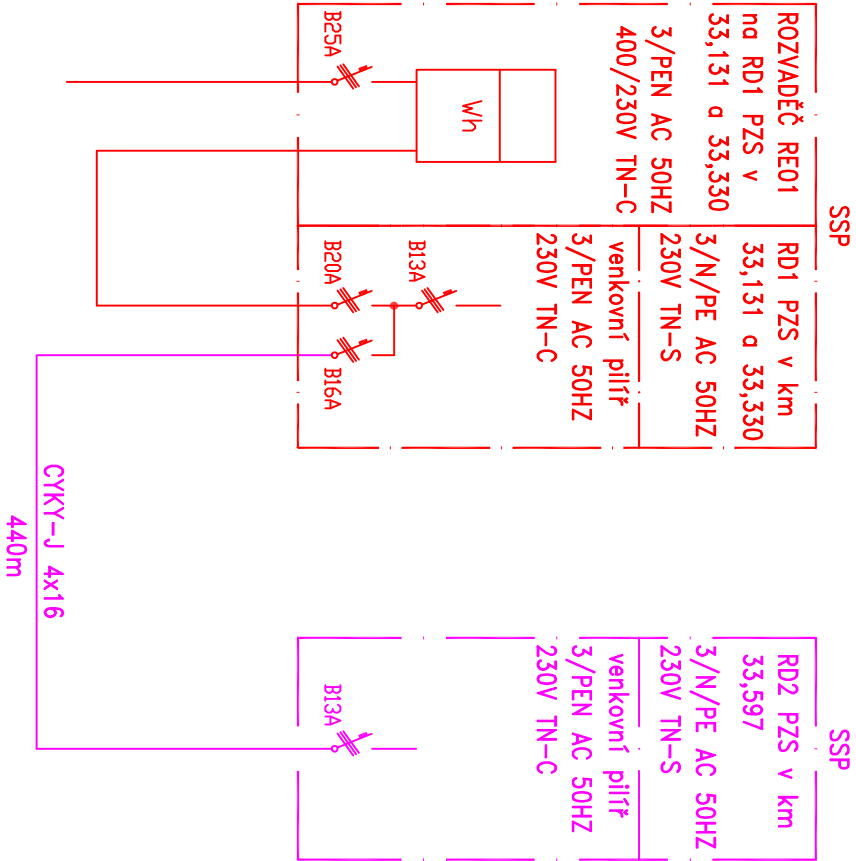 SSP
ROZVADĚČ RE01
na RD1 PZS v
33,131 a 33,330
3/PEN AC 50HZ
400/230V TN-C
Wh
B25A
RD1 PZS v km
33,131 a 33,330
3/N/PE AC 50HZ
230V TN-S
venkovní pilíř
3/PEN AC 50HZ
230V TN-C
B13A
B20A
B16A
CYKY-J 4x16
440m
SSP
RD2 PZS v km
33,597
3/N/PE AC 50HZ
230V TN-S
venkovní pilíř
3/PEN AC 50HZ
230V TN-C
B13A